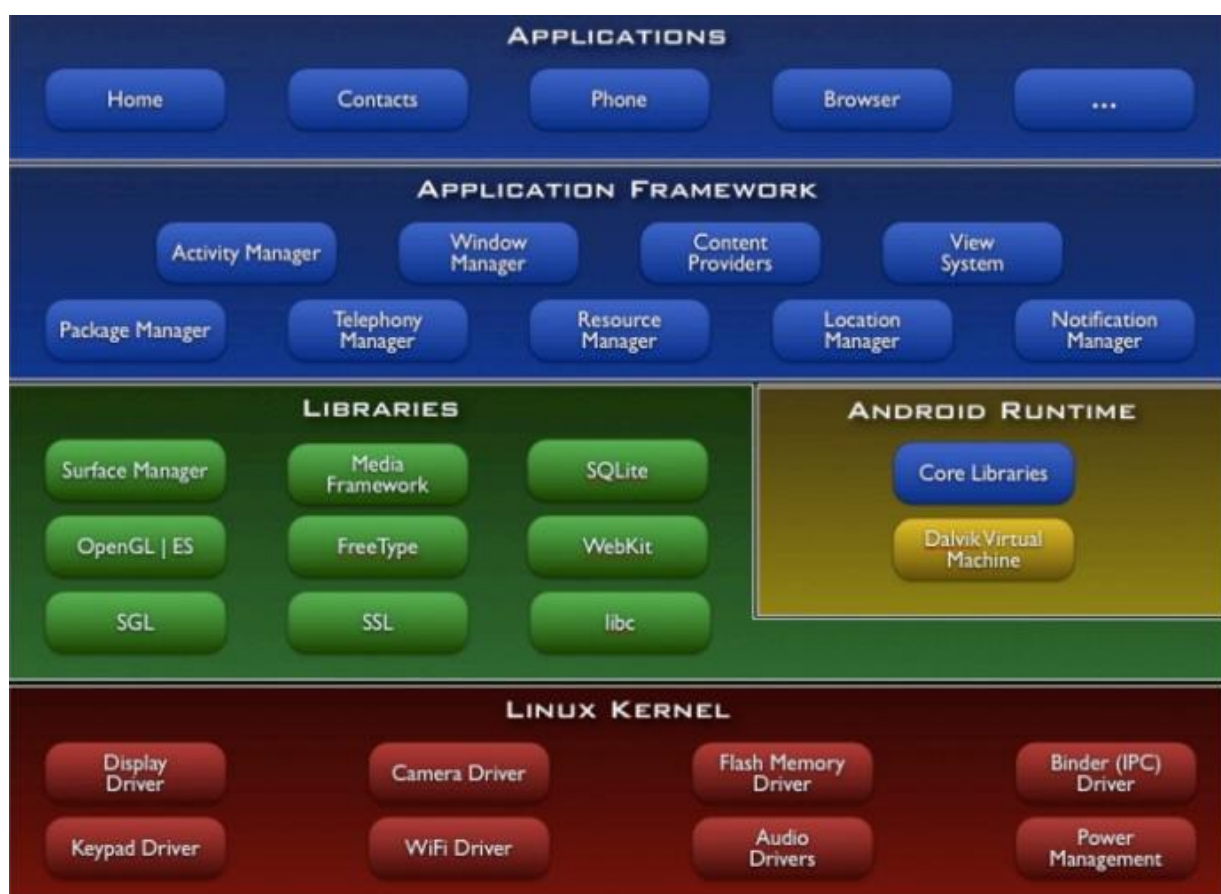 APPLICATIONS
Home
Contacts
Phone
Browser
...
APPLICATION FRAMEWORK
Activity Manager
Window
Manager
Content
Providers
View
System
Package Manager
Telephony
Manager
Resource
Manager
Location
Manager
Notification
Manager
LIBRARIES
Surface Manager
Media
Framework
SQLite
OpenGL | ES
FreeType
WebKit
SGL
SSL
libc
ANDROID RUNTIME
Core Libraries
Dalvik Virtual
Machine
LINUX KERNEL
Display
Driver
Camera Driver
Flash Memory
Driver
Binder (IPC)
Driver
Keypad Driver
WiFi Driver
Audio
Drivers
Power
Management